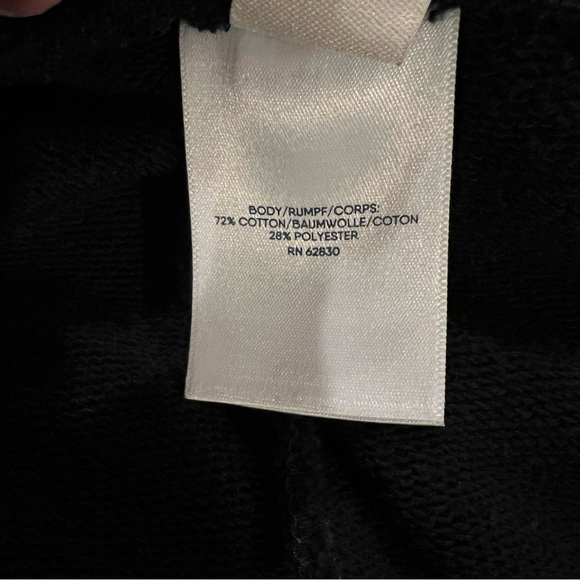 BODY/RUMPF/CORPS:
72% COTTON/BAUMWOLLE/COTON
28% POLYESTER
RN 62830